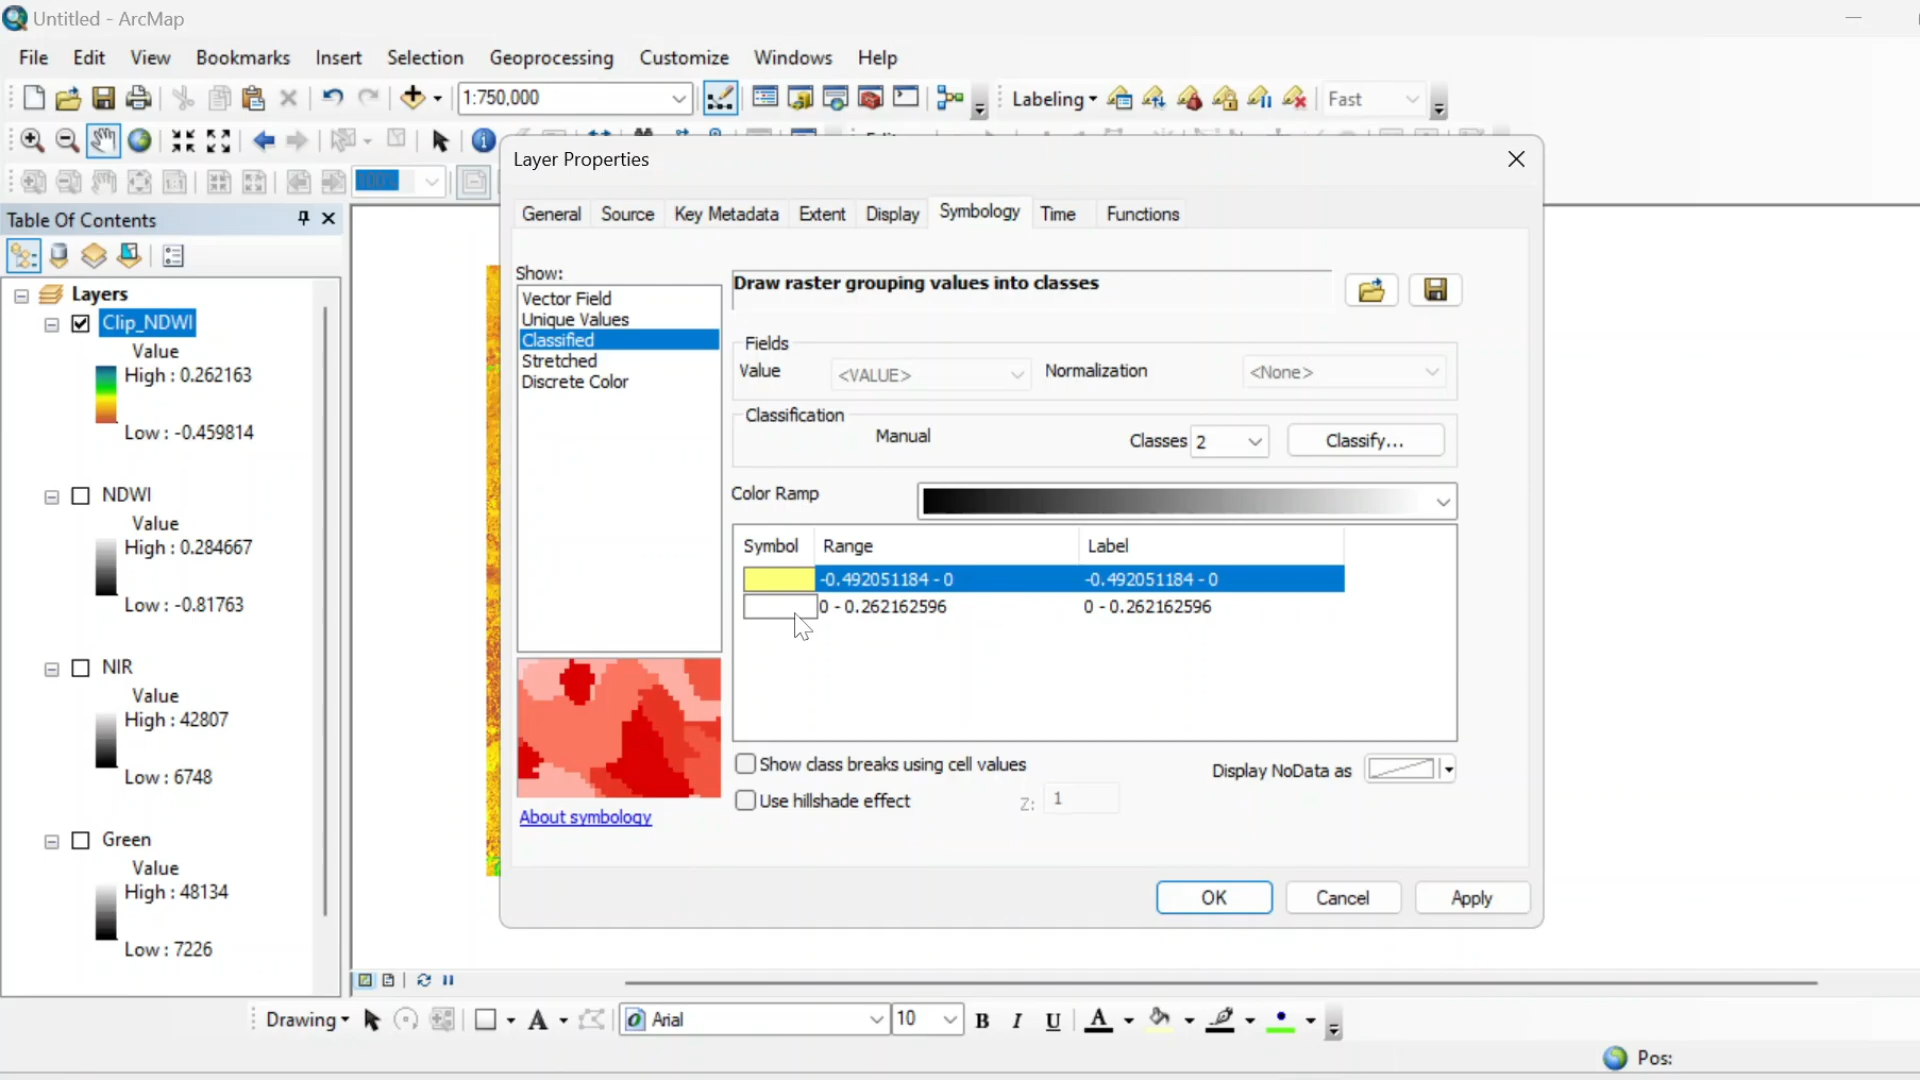 Untitled - ArcMap
File Edit View Bookmarks Insert Selection Geoprocessing Customize Windows Help
1:750,000 Labeling Fast
Layer Properties
General Source Key Metadata Extent Display Symbology Time Functions
Table Of Contents
Layers
Clip_NDWI
Value
High : 0.262163
Low : -0.459814
NDWI
Value
High : 0.284667
Low : -0.81763
NIR
Value
High : 42807
Low : 6748
Green
Value
High : 48134
Low : 7226
Show:
Vector Field
Unique Values
Classified
Stretched
Discrete Color
About symbology
Draw raster grouping values into classes
Fields
Value <VALUE> Normalization <None>
Classification
Manual Classes 2 Classify...
Color Ramp
Symbol Range Label
-0.492051184 - 0 -0.492051184 - 0
0 - 0.262162596 0 - 0.262162596
Show class breaks using cell values Display NoData as
Use hillshade effect Z: 1
OK Cancel Apply
Drawing A Arial 10 B I U A
Pos: